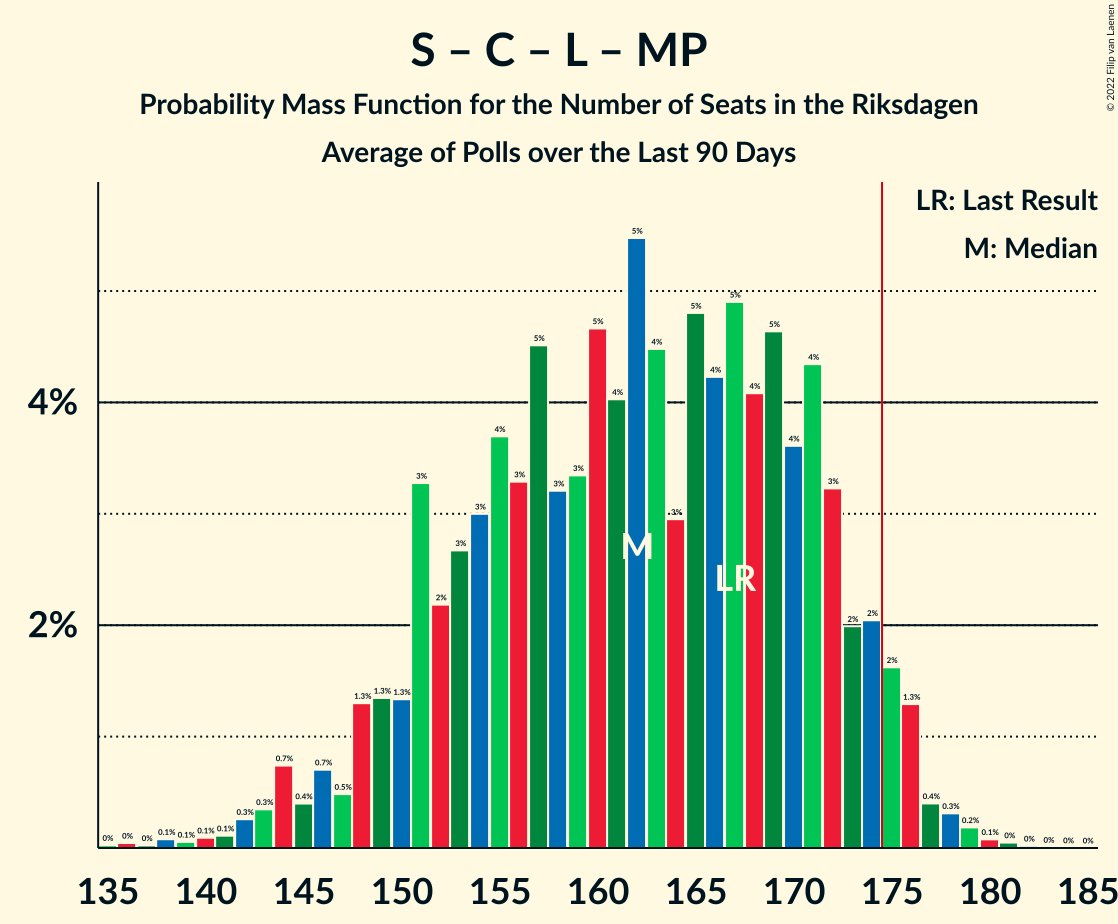 S – C – L – MP
Probability Mass Function for the Number of Seats in the Riksdagen
Average of Polls over the Last 90 Days
© 2022 Filip van Laenen
LR: Last Result
M: Median
4%
2%
0% 0% 0% 0.1% 0.1% 0.1% 0.1% 0.3% 0.3% 0.7% 0.4% 0.7% 0.5% 1.3% 1.3% 1.3% 3% 2% 3% 3% 4% 3% 5% 3% 3% 5% 4% 5% 4% 3% 5% 4% 5% 4% 5% 4% 4% 3% 2% 2% 2% 1.3% 0.4% 0.3% 0.2% 0.1% 0% 0% 0% 0% 0%
M
LR
135 140 145 150 155 160 165 170 175 180 185